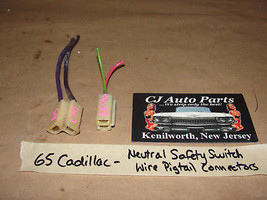 CJ Auto Parts
Kenilworth, New Jersey
65 Cadillac - Neutral Safety Switch
Wire Pigtail Connectors